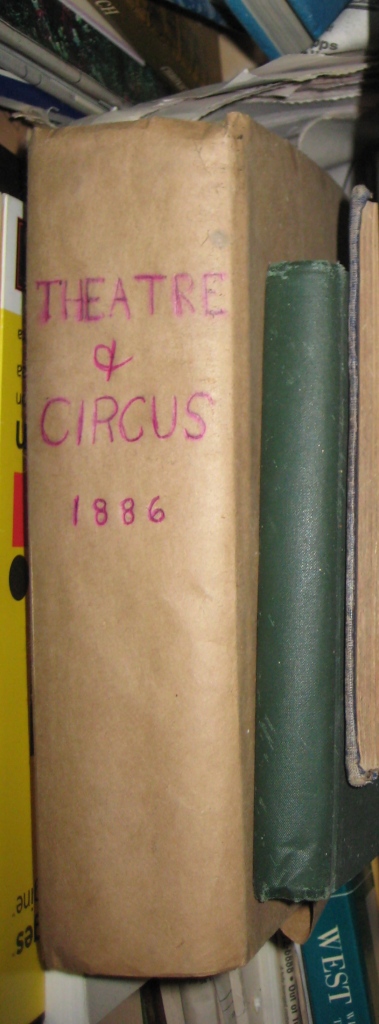 THEATRE
&
CIRCUS
1886
WEST